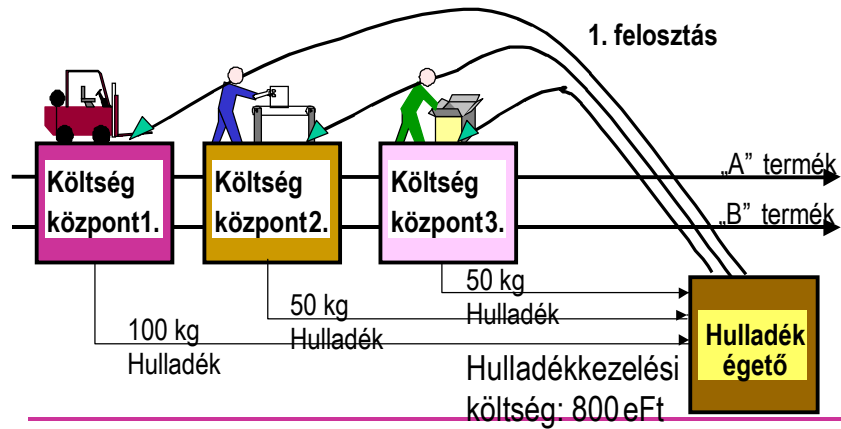 1. felosztás
Költség
központ1.
Költség
központ2.
Költség
központ3.
„A” termék
„B” termék
100 kg
Hulladék
50 kg
Hulladék
50 kg
Hulladék
Hulladékkezelési
költség: 800 eFt
Hulladék
égető